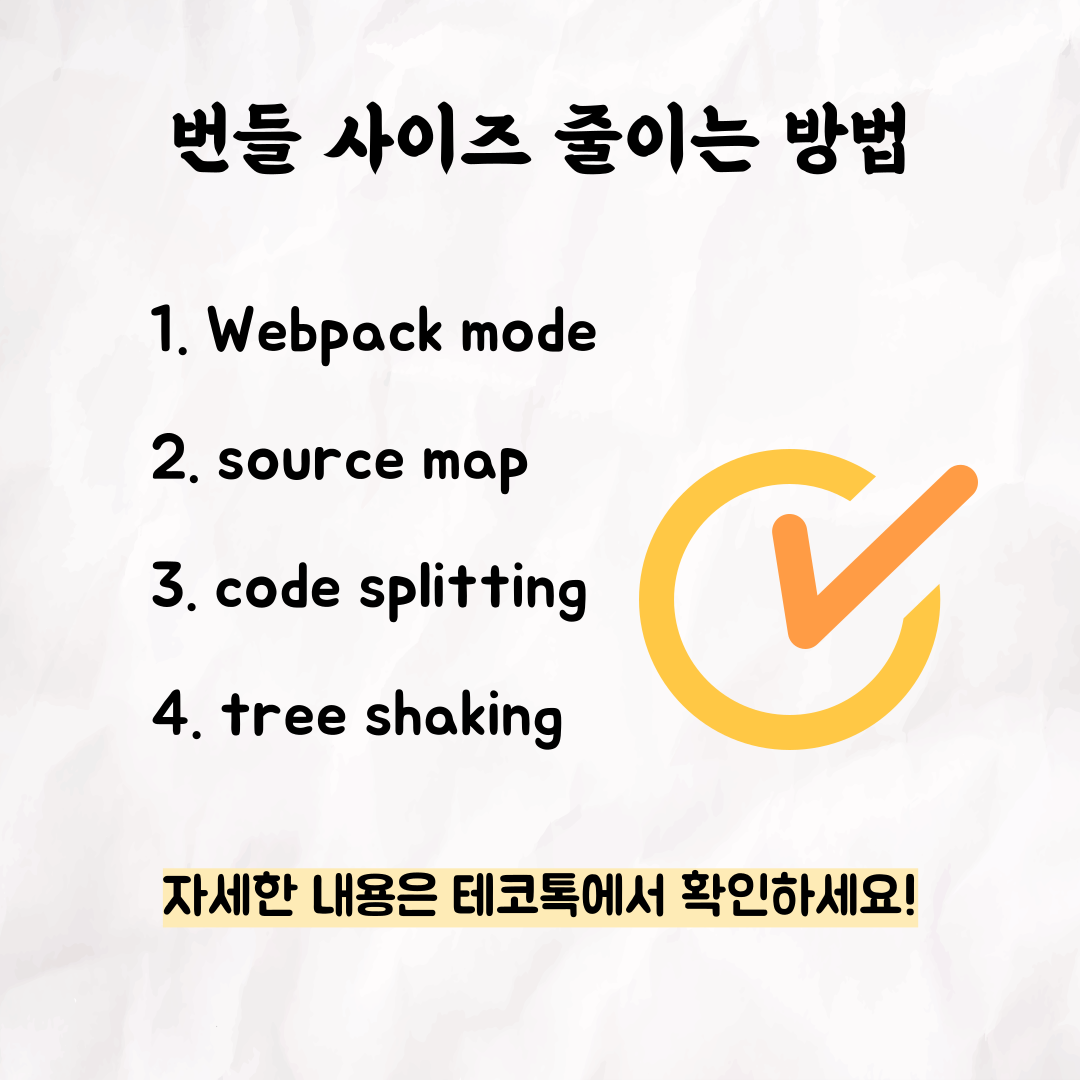 번들 사이즈 줄이는 방법
1. Webpack mode
2. source map
3. code splitting
4. tree shaking
자세한 내용은 테코톡에서 확인하세요!